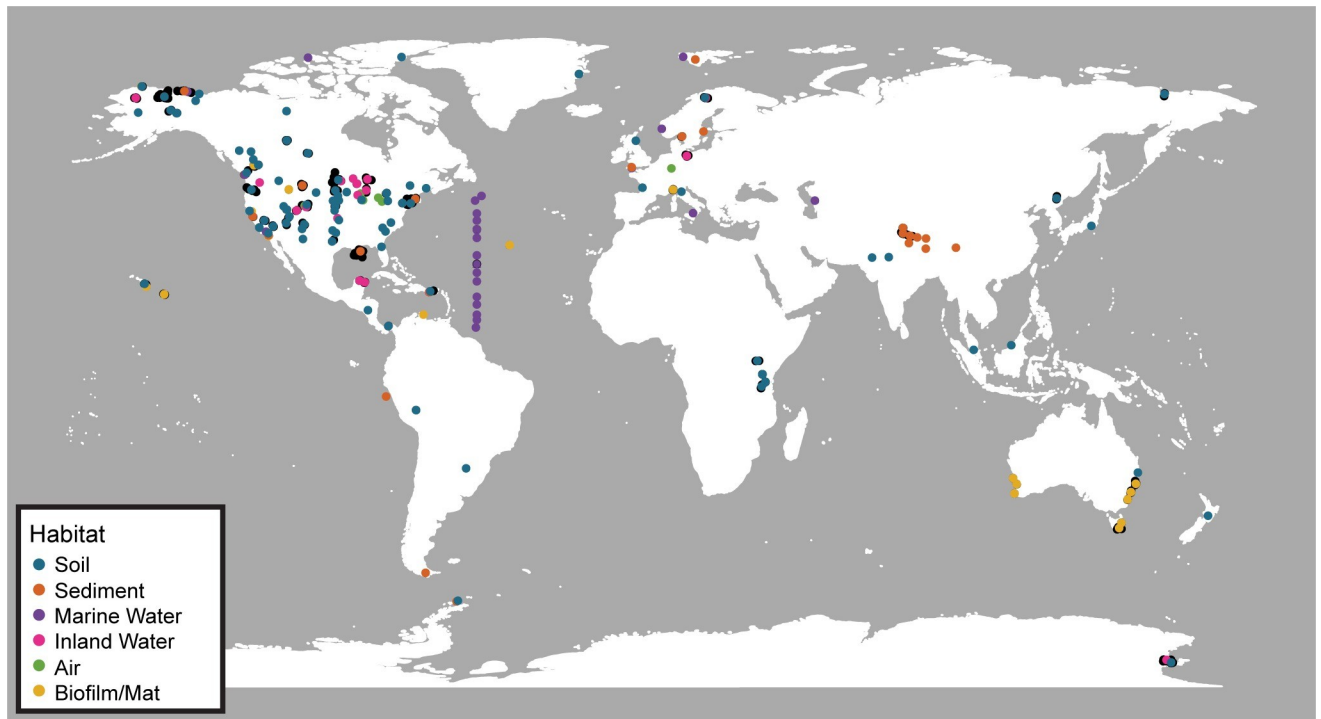 Habitat
Soil
Sediment
Marine Water
Inland Water
Air
Biofilm/Mat